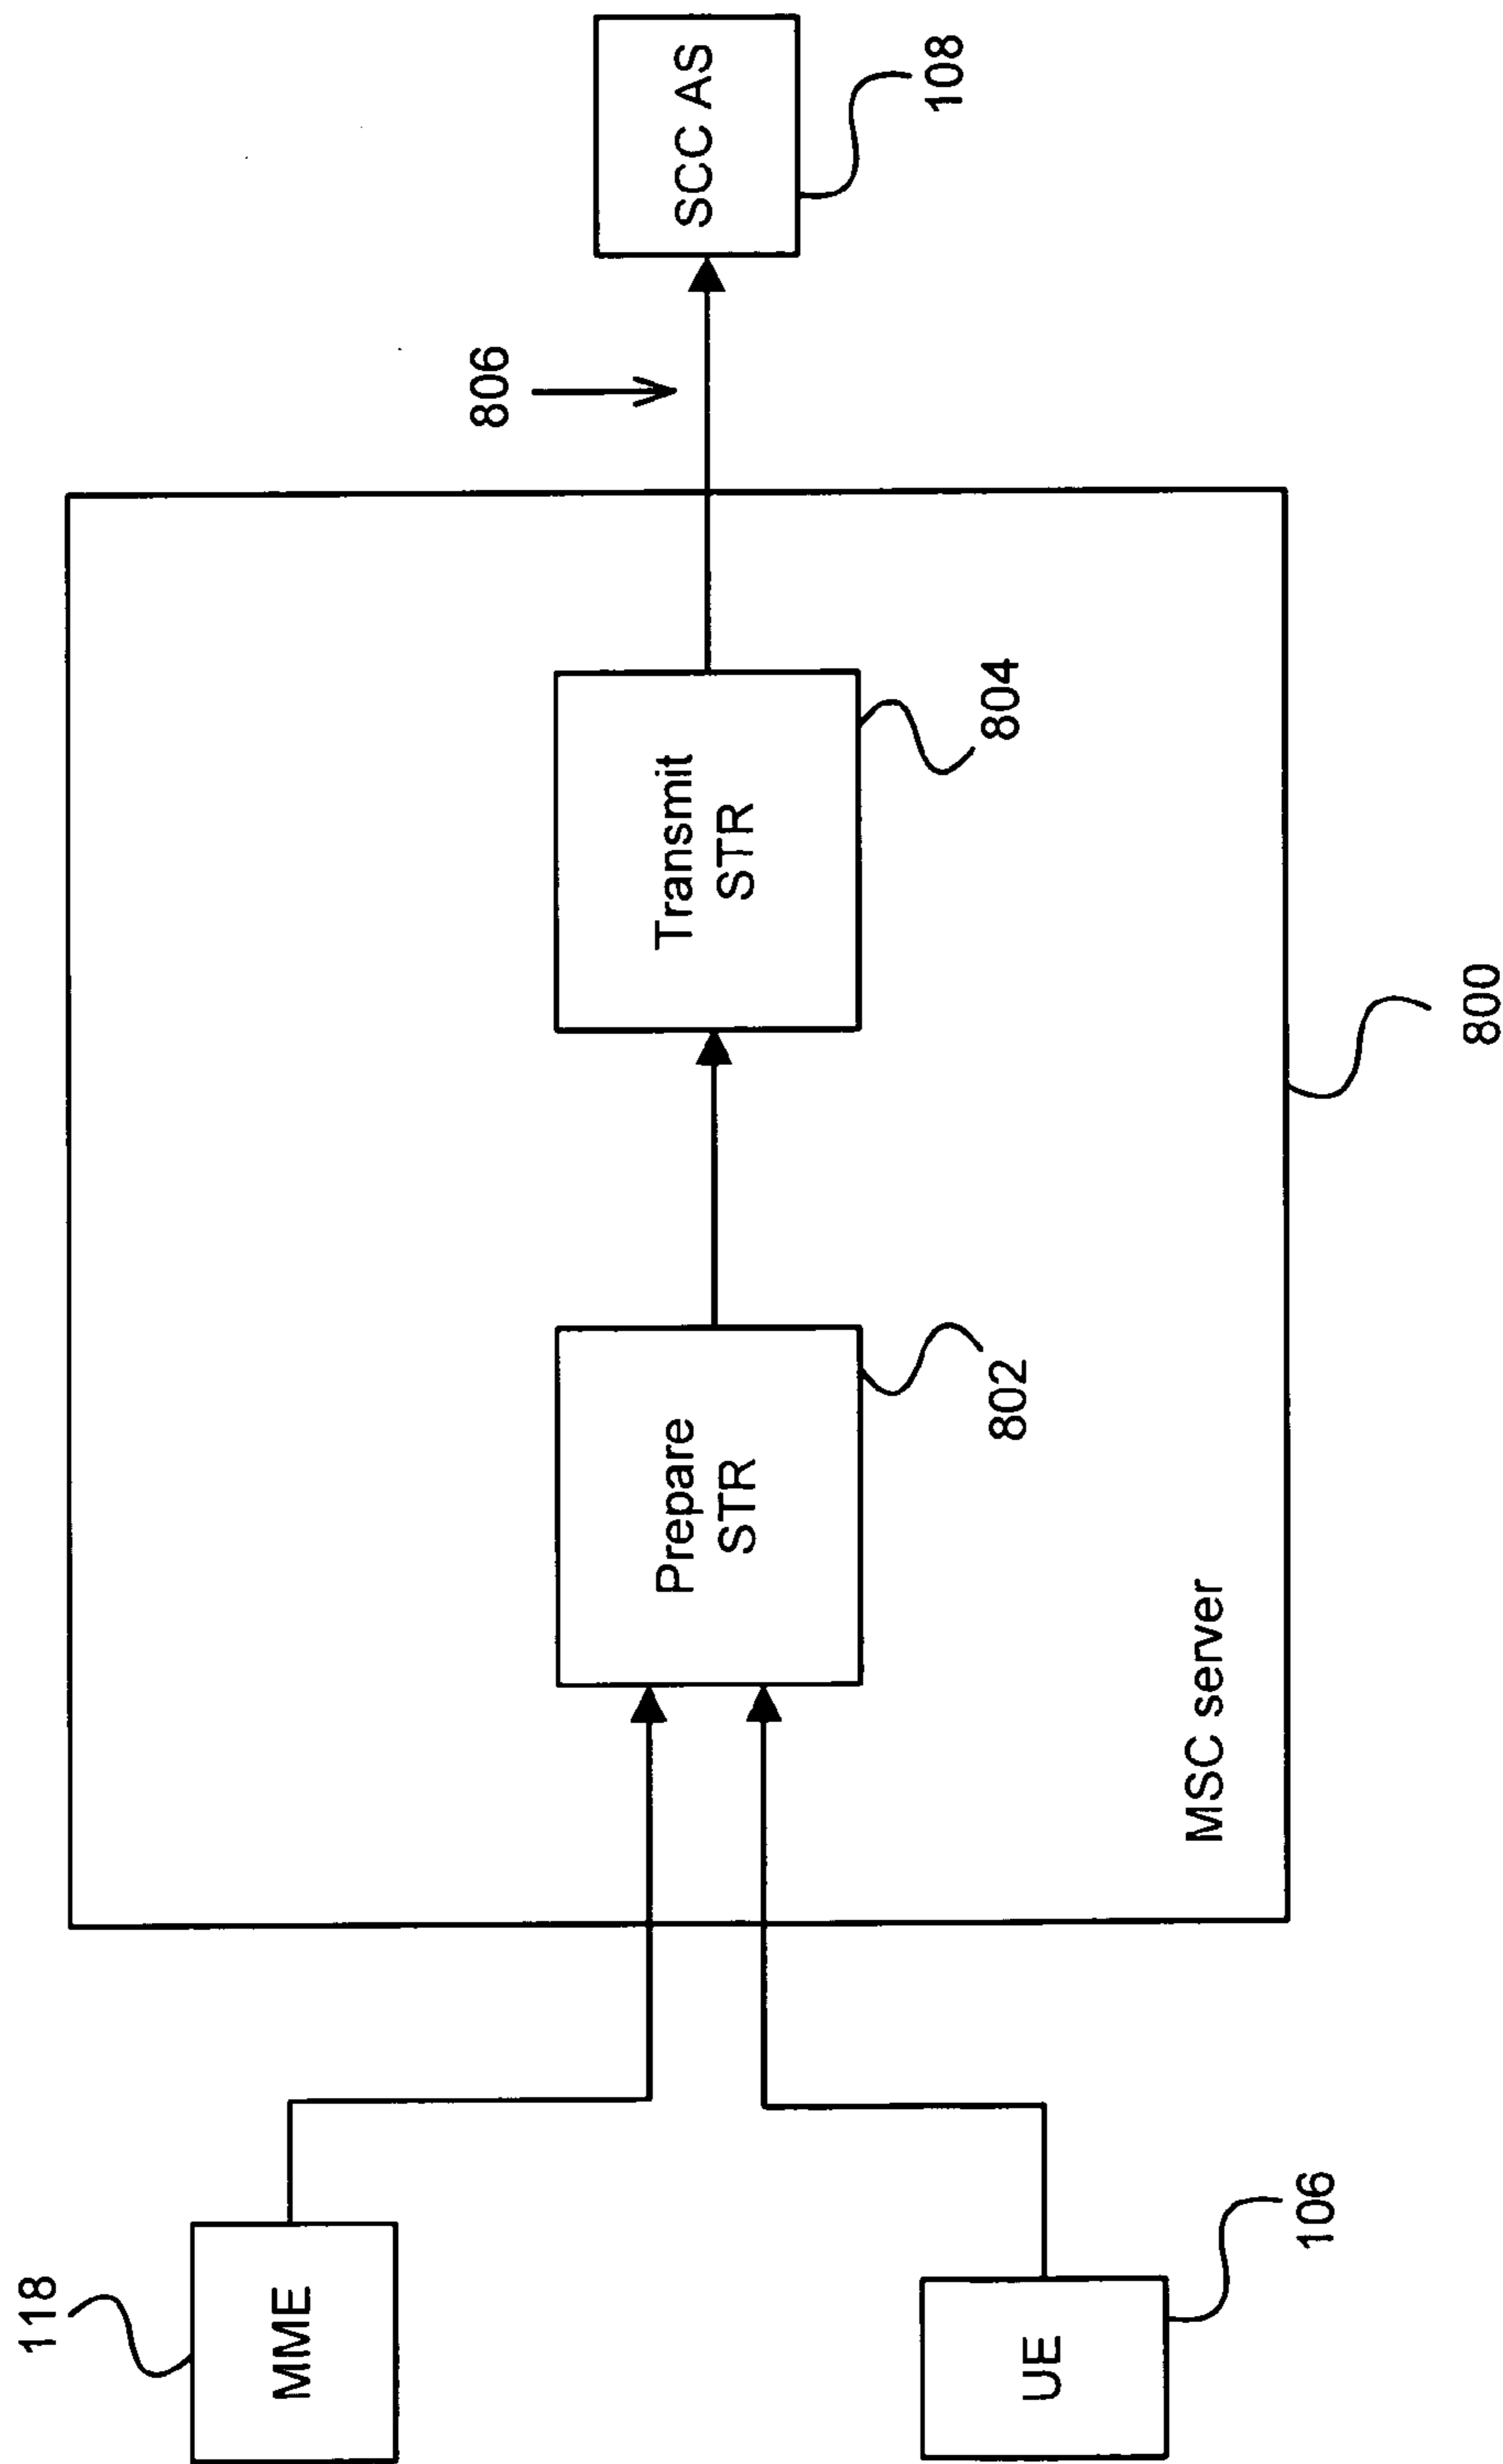 118
MME
UE
106
MSC server
Prepare
STR
802
Transmit
STR
804
800
806
SCC AS
108